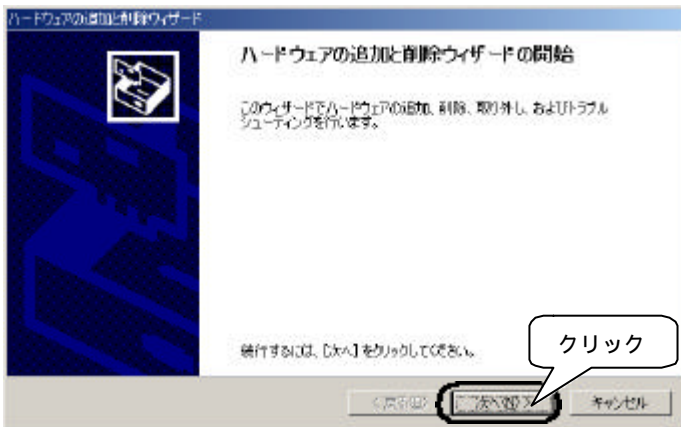 ハードウェアの追加と削除ウィザード
ハードウェアの追加と削除ウィザードの開始
このウィザードでハードウェアの追加、削除、取り外し、およびトラブル
シューティングを行います。
続行するには、[次へ] をクリックしてください。
クリック
< 戻る(B)
次へ(N) >
キャンセル